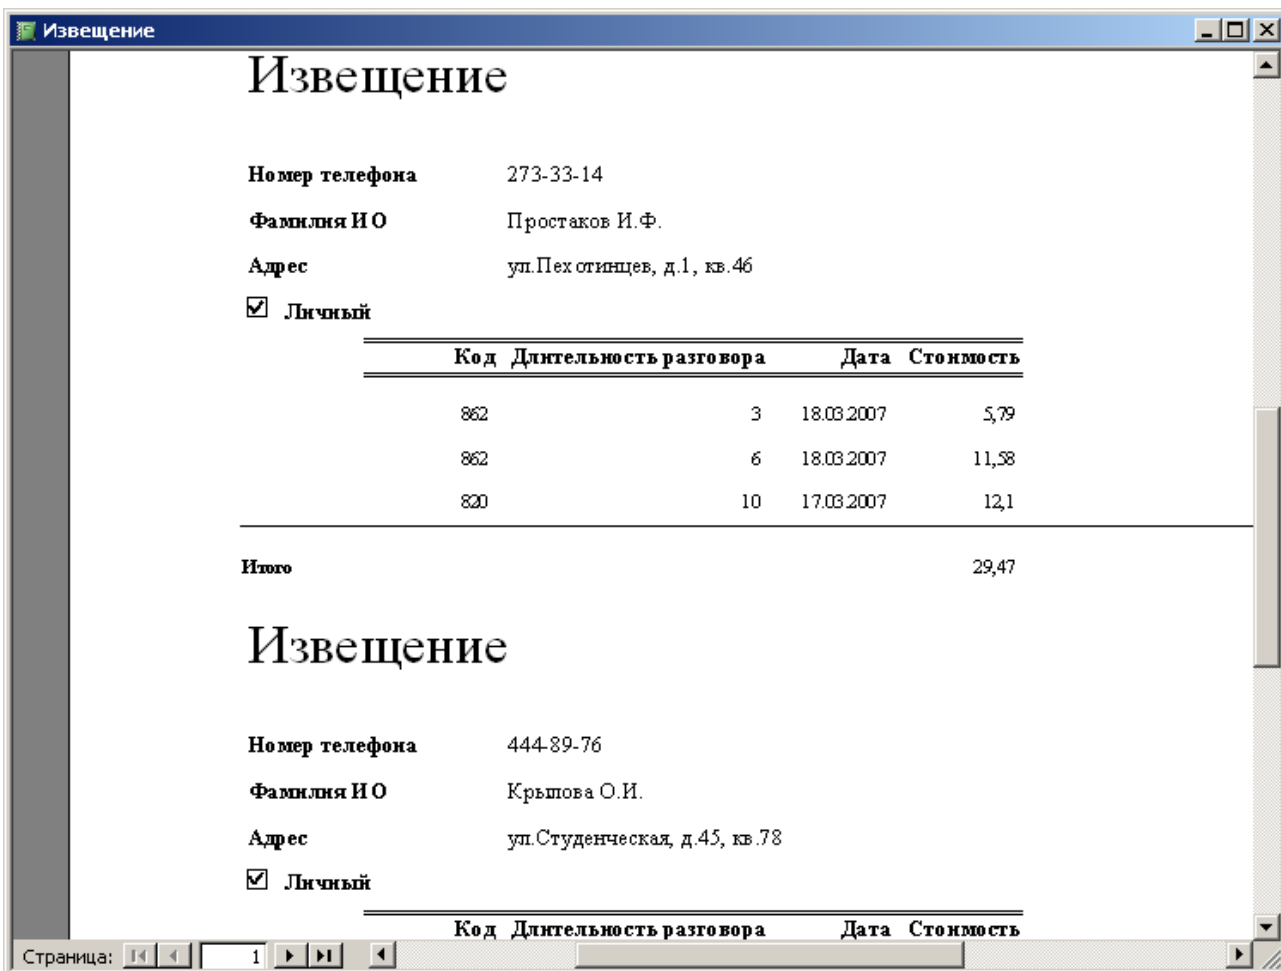 Извещение
Извещение
Номер телефона 273-33-14
Фамилия И О Простаков И.Ф.
Адрес ул.Пехотинцев, д.1, кв.46
Личный
Код Длительность разговора Дата Стоимость
862 3 18.03.2007 5,79
862 6 18.03.2007 11,58
820 10 17.03.2007 12,1
Итого 29,47
Извещение
Номер телефона 444-89-76
Фамилия И О Крылова О.И.
Адрес ул.Студенческая, д.45, кв.78
Личный
Код Длительность разговора Дата Стоимость
Страница: 1